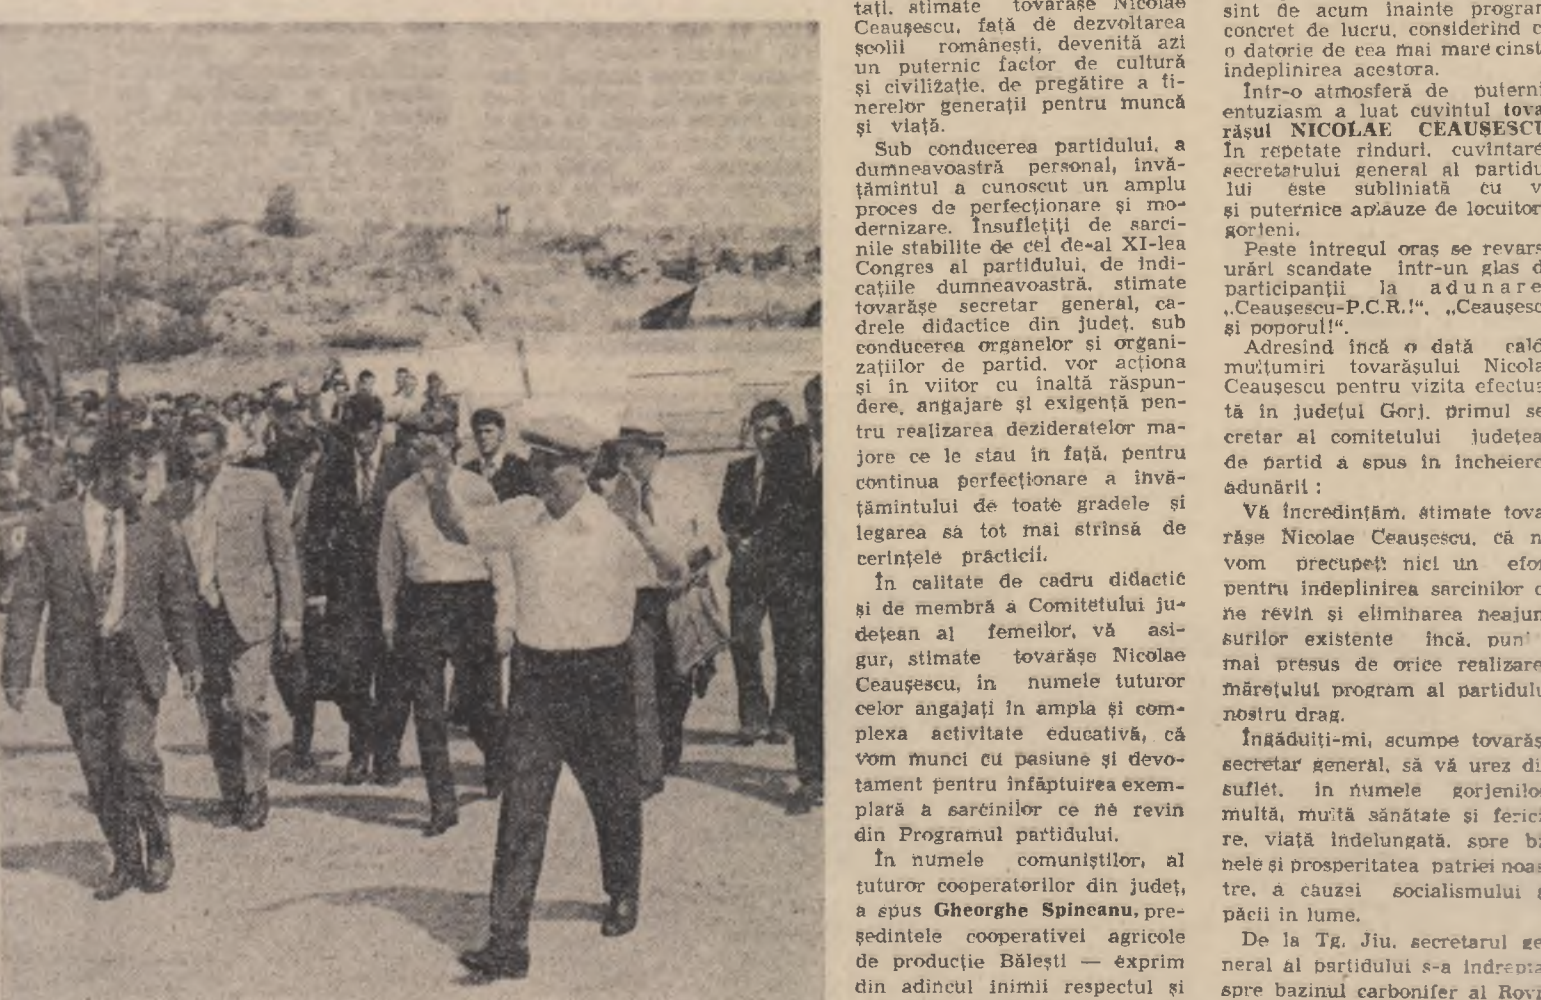 tați, stimate tovarășe Nicolae
Ceaușescu, față de dezvoltarea
școlii românești, devenită azi
un puternic factor de cultură
și civilizație, de pregătire a ti-
nerelor generații pentru muncă
și viață.
Sub conducerea partidului, a
dumneavoastră personal, învă-
țămîntul a cunoscut un amplu
proces de perfecționare și mo-
dernizare. Însuflețiți de sarci-
nile stabilite de cel de-al XI-lea
Congres al partidului, de indi-
cațiile dumneavoastră, stimate
tovarășe secretar general, ca-
drele didactice din județ, sub
conducerea organelor și organi-
zațiilor de partid, vor acționa
și în viitor cu înaltă răspun-
dere, angajare și exigență pen-
tru realizarea dezideratelor ma-
jore ce le stau în față, pentru
continua perfecționare a învă-
țămîntului de toate gradele și
legarea sa tot mai strînsă de
cerințele practicii.
În calitate de cadru didactic
și de membră a Comitetului ju-
dețean al femeilor, vă asi-
gur, stimate tovarășe Nicolae
Ceaușescu, în numele tuturor
celor angajați în ampla și com-
plexa activitate educativă, că
vom munci cu pasiune și devo-
tament pentru înfăptuirea exem-
plară a sarcinilor ce ne revin
din Programul partidului.
În numele comuniștilor, al
tuturor cooperatorilor din județ,
a spus Gheorghe Spineanu, pre-
ședintele cooperativei agricole
de producție Bălești — exprim
din adîncul inimii respectul și
sînt de acum înainte program
concret de lucru, considerînd c
o datorie de cea mai mare cinst
îndeplinirea acestora.
Într-o atmosferă de puterni
entuziasm a luat cuvîntul tova
rășul NICOLAE CEAUȘESCU
În repetate rînduri, cuvîntare
secretarului general al partidu
lui este subliniată cu v
și puternice aplauze de locuitor
gorjeni.
Peste întregul oraș se revars
urări scandate într-un glas d
participanții la adunare
„Ceaușescu-P.C.R.!“, „Ceaușesc
și poporul!“.
Adresînd încă o dată cald
mulțumiri tovarășului Nicola
Ceaușescu pentru vizita efectua
tă în județul Gorj, primul se
cretar al comitetului județea
de partid a spus în încheiere
adunării :
Vă încredințăm, stimate tova
rășe Nicolae Ceaușescu, că n
vom precupeți nici un efor
pentru îndeplinirea sarcinilor c
ne revin și eliminarea neajun
surilor existente încă, pun
mai presus de orice realizare
mărețului program al partidulu
nostru drag.
Îngăduiți-mi, scumpe tovarăș
secretar general, să vă urez di
suflet, în numele gorjenilo
multă, multă sănătate și ferici
re, viață îndelungată, spre bi
nele și prosperitatea patriei noas
tre, a cauzei socialismului ș
păcii în lume.
De la Tg. Jiu, secretarul ge
neral al partidului s-a îndrepta
spre bazinul carbonifer al Rovi